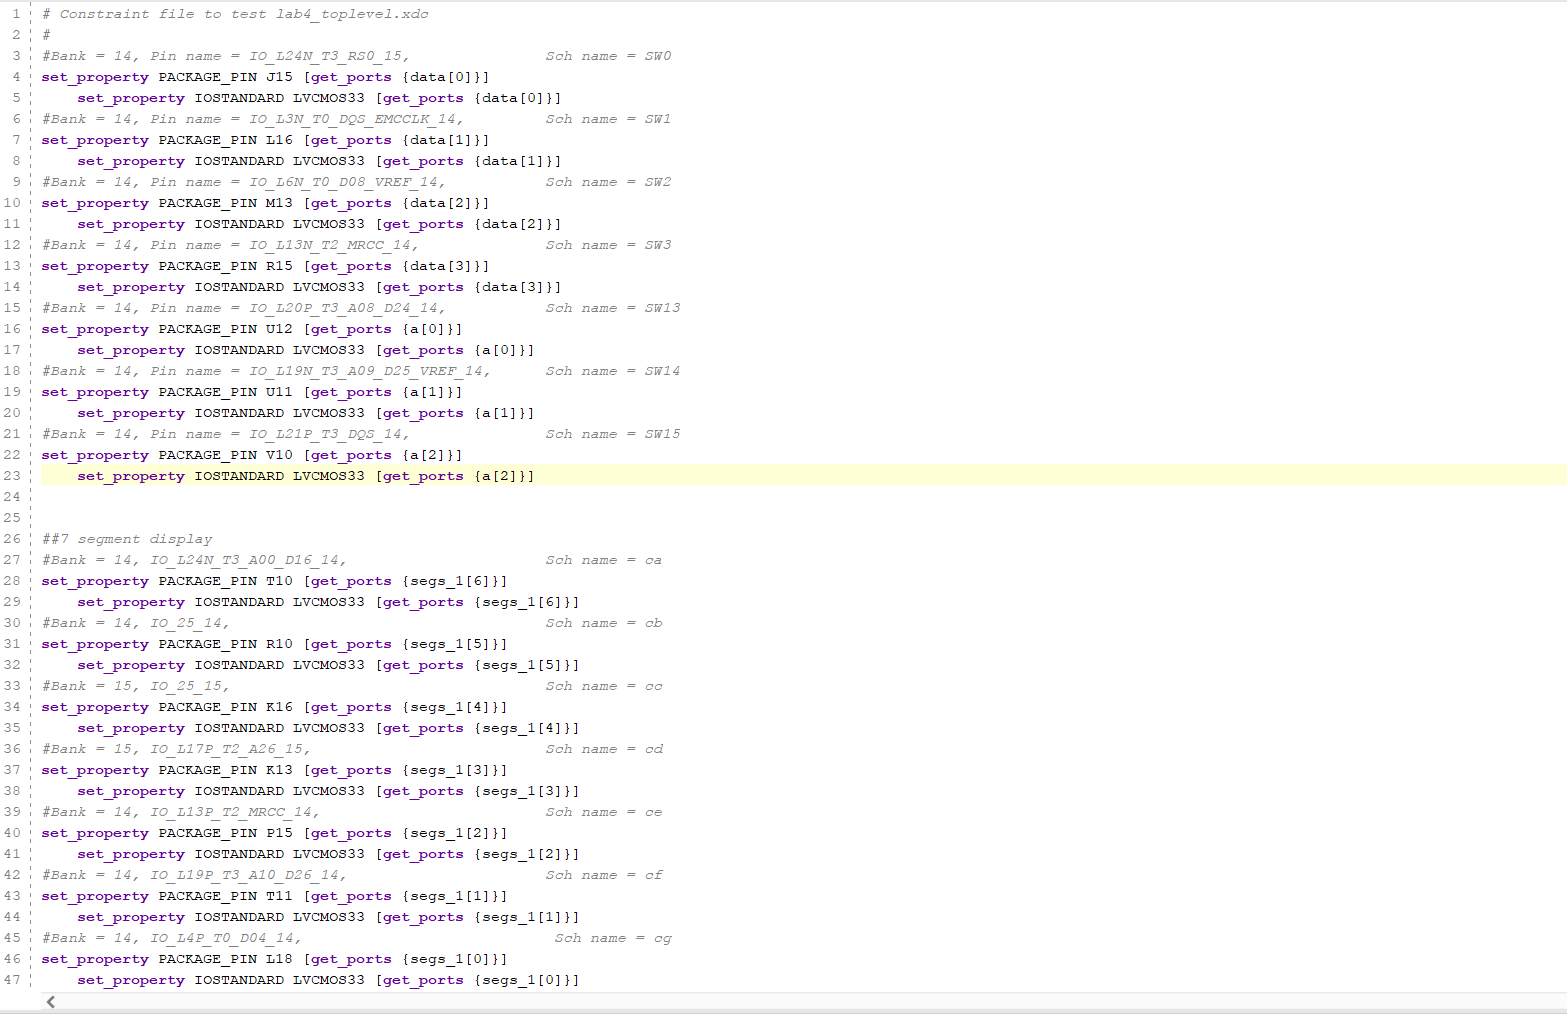 1 # Constraint file to test lab4_toplevel.xdc
2 #
3 #Bank = 14, Pin name = IO_L24N_T3_RS0_15, Sch name = SW0
4 set_property PACKAGE_PIN J15 [get_ports {data[0]}]
5 set_property IOSTANDARD LVCMOS33 [get_ports {data[0]}]
6 #Bank = 14, Pin name = IO_L3N_T0_DQS_EMCCLK_14, Sch name = SW1
7 set_property PACKAGE_PIN L16 [get_ports {data[1]}]
8 set_property IOSTANDARD LVCMOS33 [get_ports {data[1]}]
9 #Bank = 14, Pin name = IO_L6N_T0_D08_VREF_14, Sch name = SW2
10 set_property PACKAGE_PIN M13 [get_ports {data[2]}]
11 set_property IOSTANDARD LVCMOS33 [get_ports {data[2]}]
12 #Bank = 14, Pin name = IO_L13N_T2_MRCC_14, Sch name = SW3
13 set_property PACKAGE_PIN R15 [get_ports {data[3]}]
14 set_property IOSTANDARD LVCMOS33 [get_ports {data[3]}]
15 #Bank = 14, Pin name = IO_L20P_T3_A08_D24_14, Sch name = SW13
16 set_property PACKAGE_PIN U12 [get_ports {a[0]}]
17 set_property IOSTANDARD LVCMOS33 [get_ports {a[0]}]
18 #Bank = 14, Pin name = IO_L19N_T3_A09_D25_VREF_14, Sch name = SW14
19 set_property PACKAGE_PIN U11 [get_ports {a[1]}]
20 set_property IOSTANDARD LVCMOS33 [get_ports {a[1]}]
21 #Bank = 14, Pin name = IO_L21P_T3_DQS_14, Sch name = SW15
22 set_property PACKAGE_PIN V10 [get_ports {a[2]}]
23 set_property IOSTANDARD LVCMOS33 [get_ports {a[2]}]
24
25
26 ##7 segment display
27 #Bank = 14, IO_L24N_T3_A00_D16_14, Sch name = ca
28 set_property PACKAGE_PIN T10 [get_ports {segs_1[6]}]
29 set_property IOSTANDARD LVCMOS33 [get_ports {segs_1[6]}]
30 #Bank = 14, IO_25_14, Sch name = cb
31 set_property PACKAGE_PIN R10 [get_ports {segs_1[5]}]
32 set_property IOSTANDARD LVCMOS33 [get_ports {segs_1[5]}]
33 #Bank = 15, IO_25_15, Sch name = cc
34 set_property PACKAGE_PIN K16 [get_ports {segs_1[4]}]
35 set_property IOSTANDARD LVCMOS33 [get_ports {segs_1[4]}]
36 #Bank = 15, IO_L17P_T2_A26_15, Sch name = cd
37 set_property PACKAGE_PIN K13 [get_ports {segs_1[3]}]
38 set_property IOSTANDARD LVCMOS33 [get_ports {segs_1[3]}]
39 #Bank = 14, IO_L13P_T2_MRCC_14, Sch name = ce
40 set_property PACKAGE_PIN P15 [get_ports {segs_1[2]}]
41 set_property IOSTANDARD LVCMOS33 [get_ports {segs_1[2]}]
42 #Bank = 14, IO_L19P_T3_A10_D26_14, Sch name = cf
43 set_property PACKAGE_PIN T11 [get_ports {segs_1[1]}]
44 set_property IOSTANDARD LVCMOS33 [get_ports {segs_1[1]}]
45 #Bank = 14, IO_L4P_T0_D04_14, Sch name = cg
46 set_property PACKAGE_PIN L18 [get_ports {segs_1[0]}]
47 set_property IOSTANDARD LVCMOS33 [get_ports {segs_1[0]}]